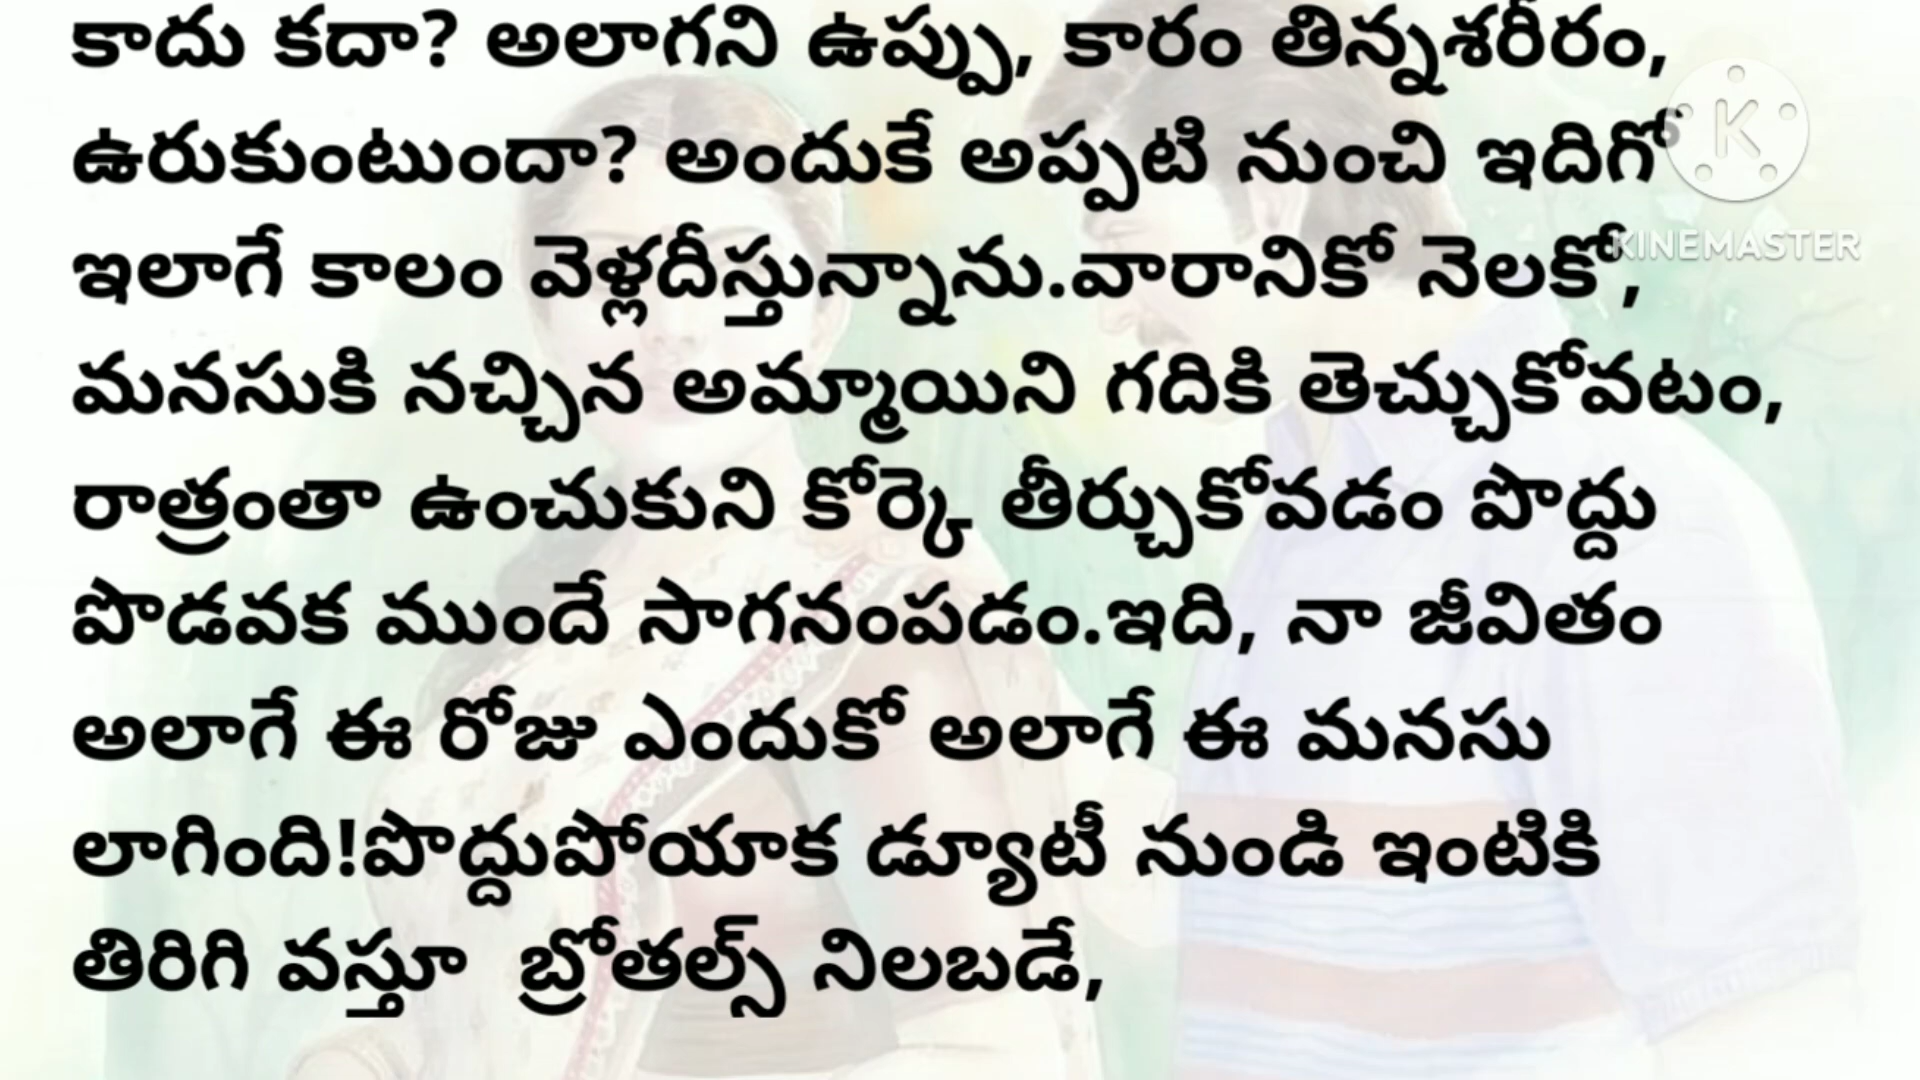 కాదు కదా? అలాగని ఉప్పు, కారం తిన్నశరీరం,
ఉరుకుంటుందా? అందుకే అప్పటి నుంచి ఇదిగో
ఇలాగే కాలం వెళ్లదీస్తున్నాను.వారానికో నెలకో,
మనసుకి నచ్చిన అమ్మాయిని గదికి తెచ్చుకోవటం,
రాత్రంతా ఉంచుకుని కోర్కె తీర్చుకోవడం పొద్దు
పొడవక ముందే సాగనంపడం.ఇది, నా జీవితం
అలాగే ఈ రోజు ఎందుకో అలాగే ఈ మనసు
లాగింది!పొద్దుపోయాక డ్యూటీ నుండి ఇంటికి
తిరిగి వస్తూ  బ్రోతల్స్ నిలబడే,
K
KINEMASTER